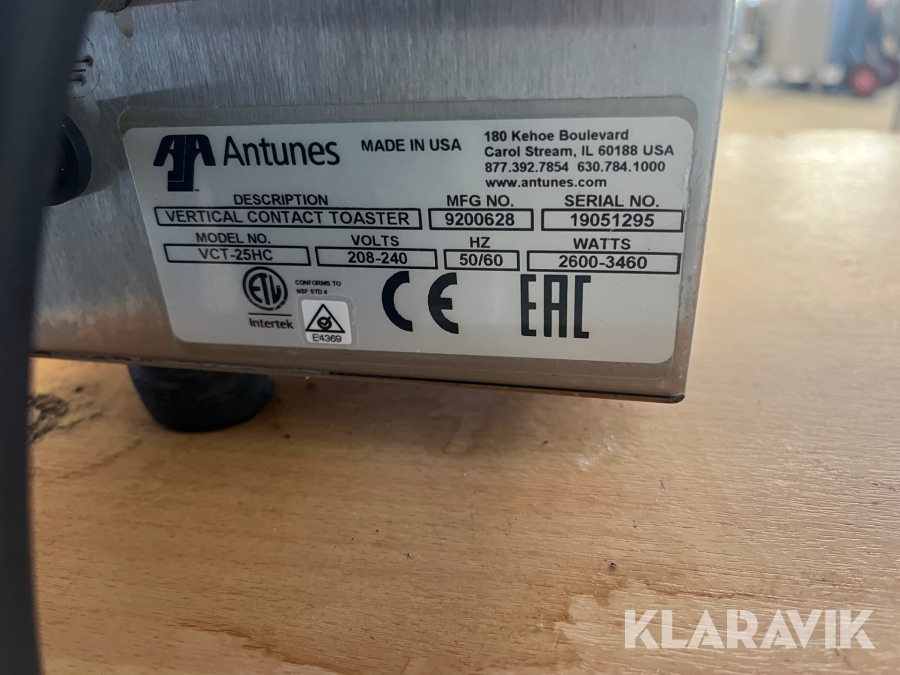 Antunes
MADE IN USA
180 Kehoe Boulevard
Carol Stream, IL 60188 USA
877.392.7854 630.784.1000
www.antunes.com
DESCRIPTION MFG NO. SERIAL NO.
VERTICAL CONTACT TOASTER 9200628 19051295
MODEL NO. VOLTS HZ WATTS
VCT-25HC 208-240 50/60 2600-3460
ETL
CONFORMS TO
NSF STD 4
Intertek
E4369
CE
EAC
KLARAVIK